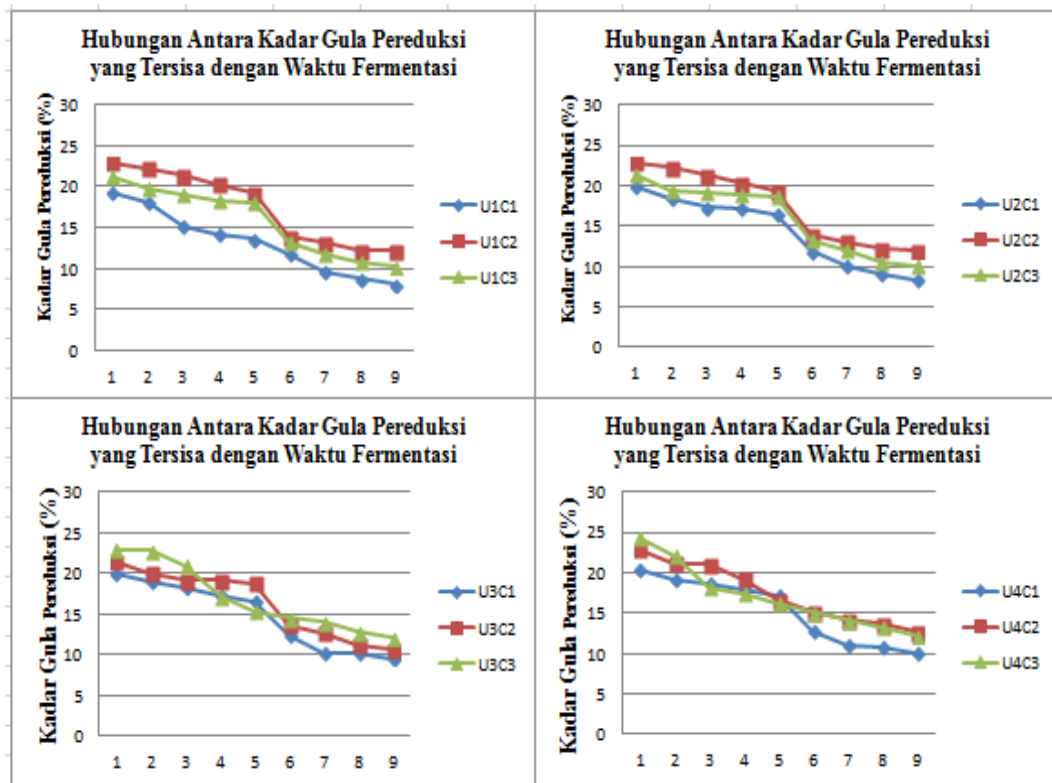 Hubungan Antara Kadar Gula Pereduksi
yang Tersisa dengan Waktu Fermentasi
Kadar Gula Pereduksi (%)
30
25
20
15
10
5
0
1 2 3 4 5 6 7 8 9
U1C1
U1C2
U1C3
Hubungan Antara Kadar Gula Pereduksi
yang Tersisa dengan Waktu Fermentasi
Kadar Gula Pereduksi (%)
30
25
20
15
10
5
0
1 2 3 4 5 6 7 8 9
U2C1
U2C2
U2C3
Hubungan Antara Kadar Gula Pereduksi
yang Tersisa dengan Waktu Fermentasi
Kadar Gula Pereduksi (%)
30
25
20
15
10
5
0
1 2 3 4 5 6 7 8 9
U3C1
U3C2
U3C3
Hubungan Antara Kadar Gula Pereduksi
yang Tersisa dengan Waktu Fermentasi
Kadar Gula Pereduksi (%)
30
25
20
15
10
5
0
1 2 3 4 5 6 7 8 9
U4C1
U4C2
U4C3